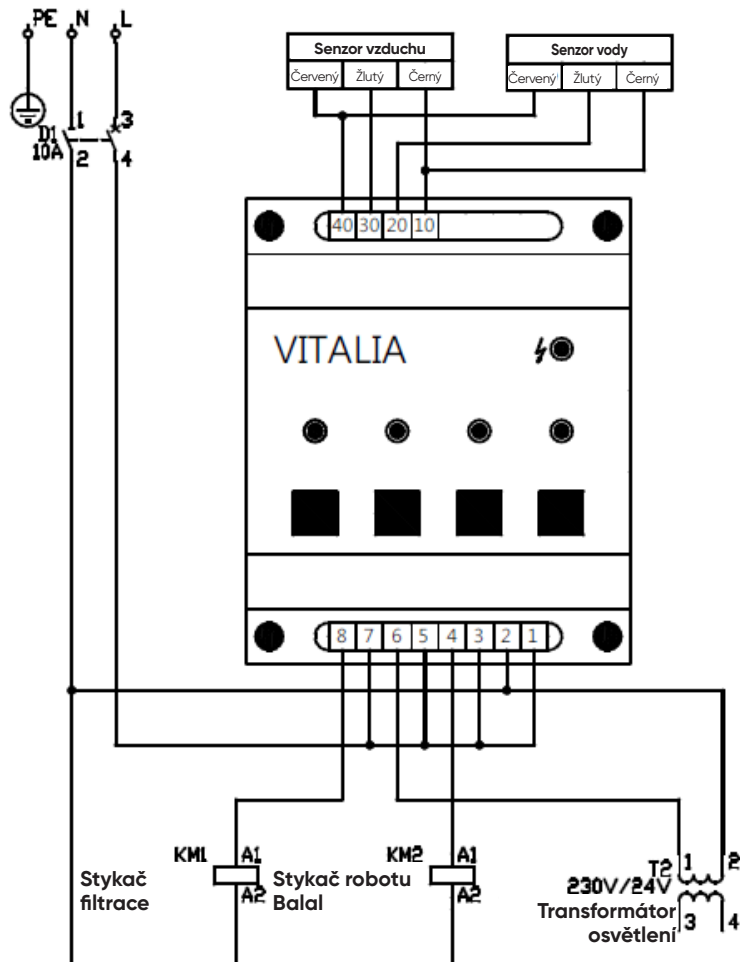 PE N L
Senzor vzduchu
Červený Žlutý Černý
Senzor vody
Červený Žlutý Černý
D1
10A
1
3
2
4
40 30 20 10
VITALIA
8 7 6 5 4 3 2 1
KM1
A1
A2
Stykač
filtrace
KM2
A1
A2
Stykač robotu
Balal
T2
230V/24V
1
2
Transformátor
osvětlení
3
4